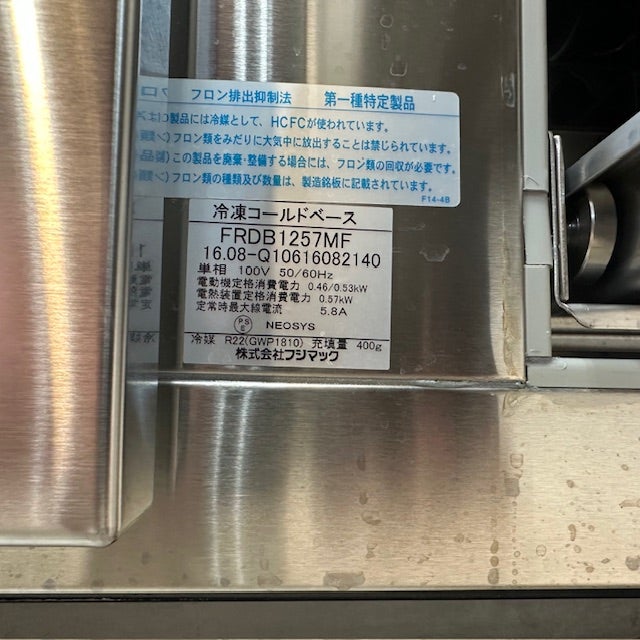 フロン排出抑制法　第一種特定製品
製品には冷媒として、HCFCが使われています。
フロン類をみだりに大気中に放出することは禁じられています。
この製品を廃棄・整備する場合には、フロン類の回収が必要です。
フロン類の種類及び数量は、製造銘板に記載されています。
F14-4B
冷凍コールドベース
FRDB1257MF
16.08-Q10616082140
単相 100V 50/60Hz
電動機定格消費電力 0.46/0.53kW
電熱装置定格消費電力 0.57kW
定常時最大線電流 5.8A
PSE NEOSYS
冷媒 R22(GWP1810) 充填量 400g
株式会社フジマック